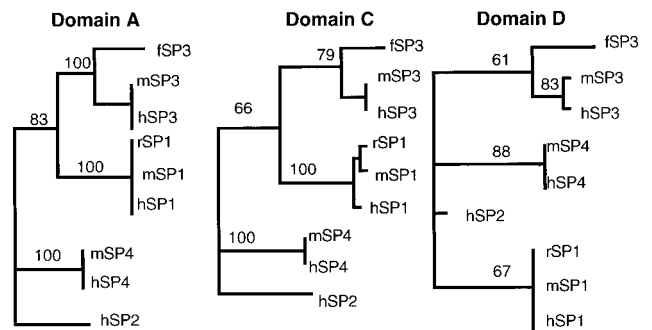 Domain A
100
fSP3
mSP3
hSP3
83
rSP1
100
mSP1
hSP1
100
mSP4
hSP4
hSP2
Domain C
79
fSP3
mSP3
hSP3
66
rSP1
100
mSP1
hSP1
100
mSP4
hSP4
hSP2
Domain D
fSP3
61
83
mSP3
hSP3
88
mSP4
hSP4
hSP2
rSP1
67
mSP1
hSP1